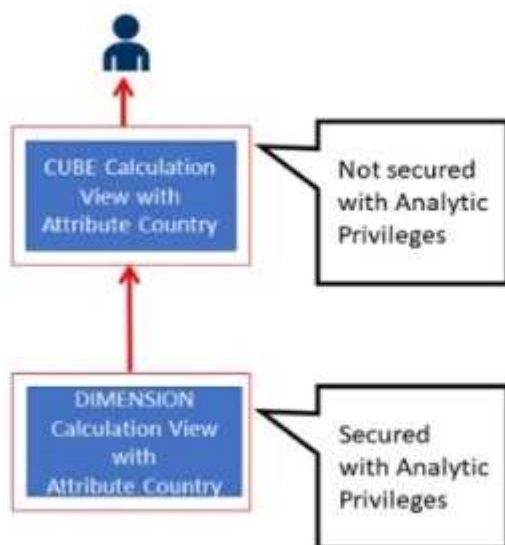 CUBE Calculation
View with
Attribute Country
Not secured
with Analytic
Privileges
DIMENSION
Calculation View
with
Attribute Country
Secured
with Analytic
Privileges